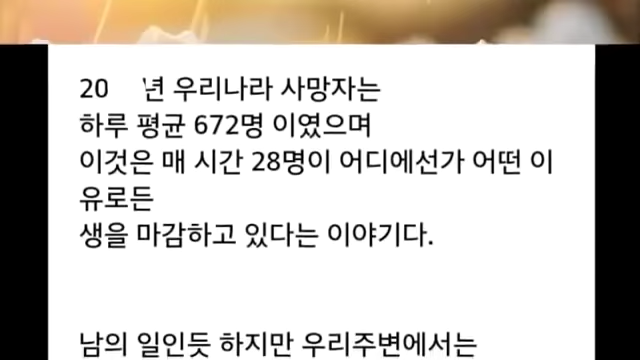 20 년 우리나라 사망자는
하루 평균 672명 이였으며
이것은 매 시간 28명이 어디에선가 어떤 이
유로든
생을 마감하고 있다는 이야기다.
남의 일인듯 하지만 우리주변에서는